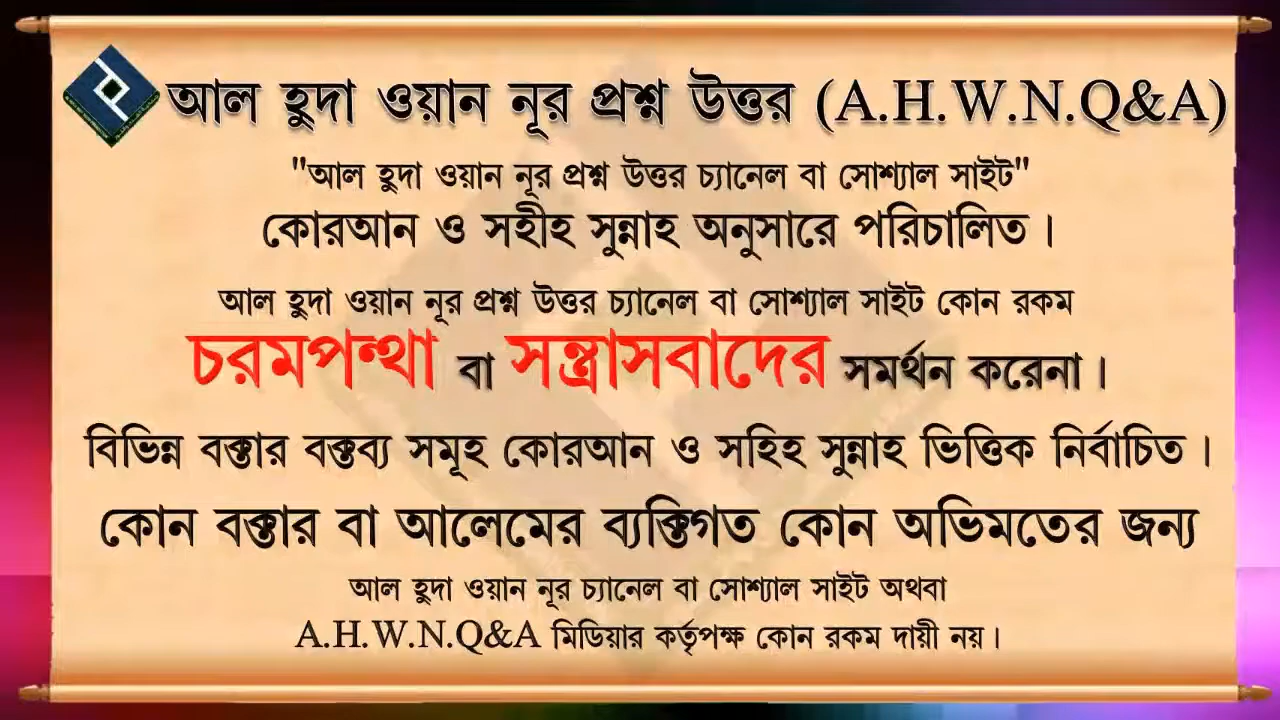 আল হুদা ওয়ান নূর প্রশ্ন উত্তর (A.H.W.N.Q&A)
"আল হুদা ওয়ান নূর প্রশ্ন উত্তর চ্যানেল বা সোশ্যাল সাইট"
কোরআন ও সহীহ সুন্নাহ অনুসারে পরিচালিত।
আল হুদা ওয়ান নূর প্রশ্ন উত্তর চ্যানেল বা সোশ্যাল সাইট কোন রকম
চরমপন্থা বা সন্ত্রাসবাদের সমর্থন করেনা।
বিভিন্ন বক্তার বক্তব্য সমূহ কোরআন ও সহিহ সুন্নাহ ভিত্তিক নির্বাচিত।
কোন বক্তার বা আলেমের ব্যক্তিগত কোন অভিমতের জন্য
আল হুদা ওয়ান নূর চ্যানেল বা সোশ্যাল সাইট অথবা
A.H.W.N.Q&A মিডিয়ার কর্তৃপক্ষ কোন রকম দায়ী নয়।